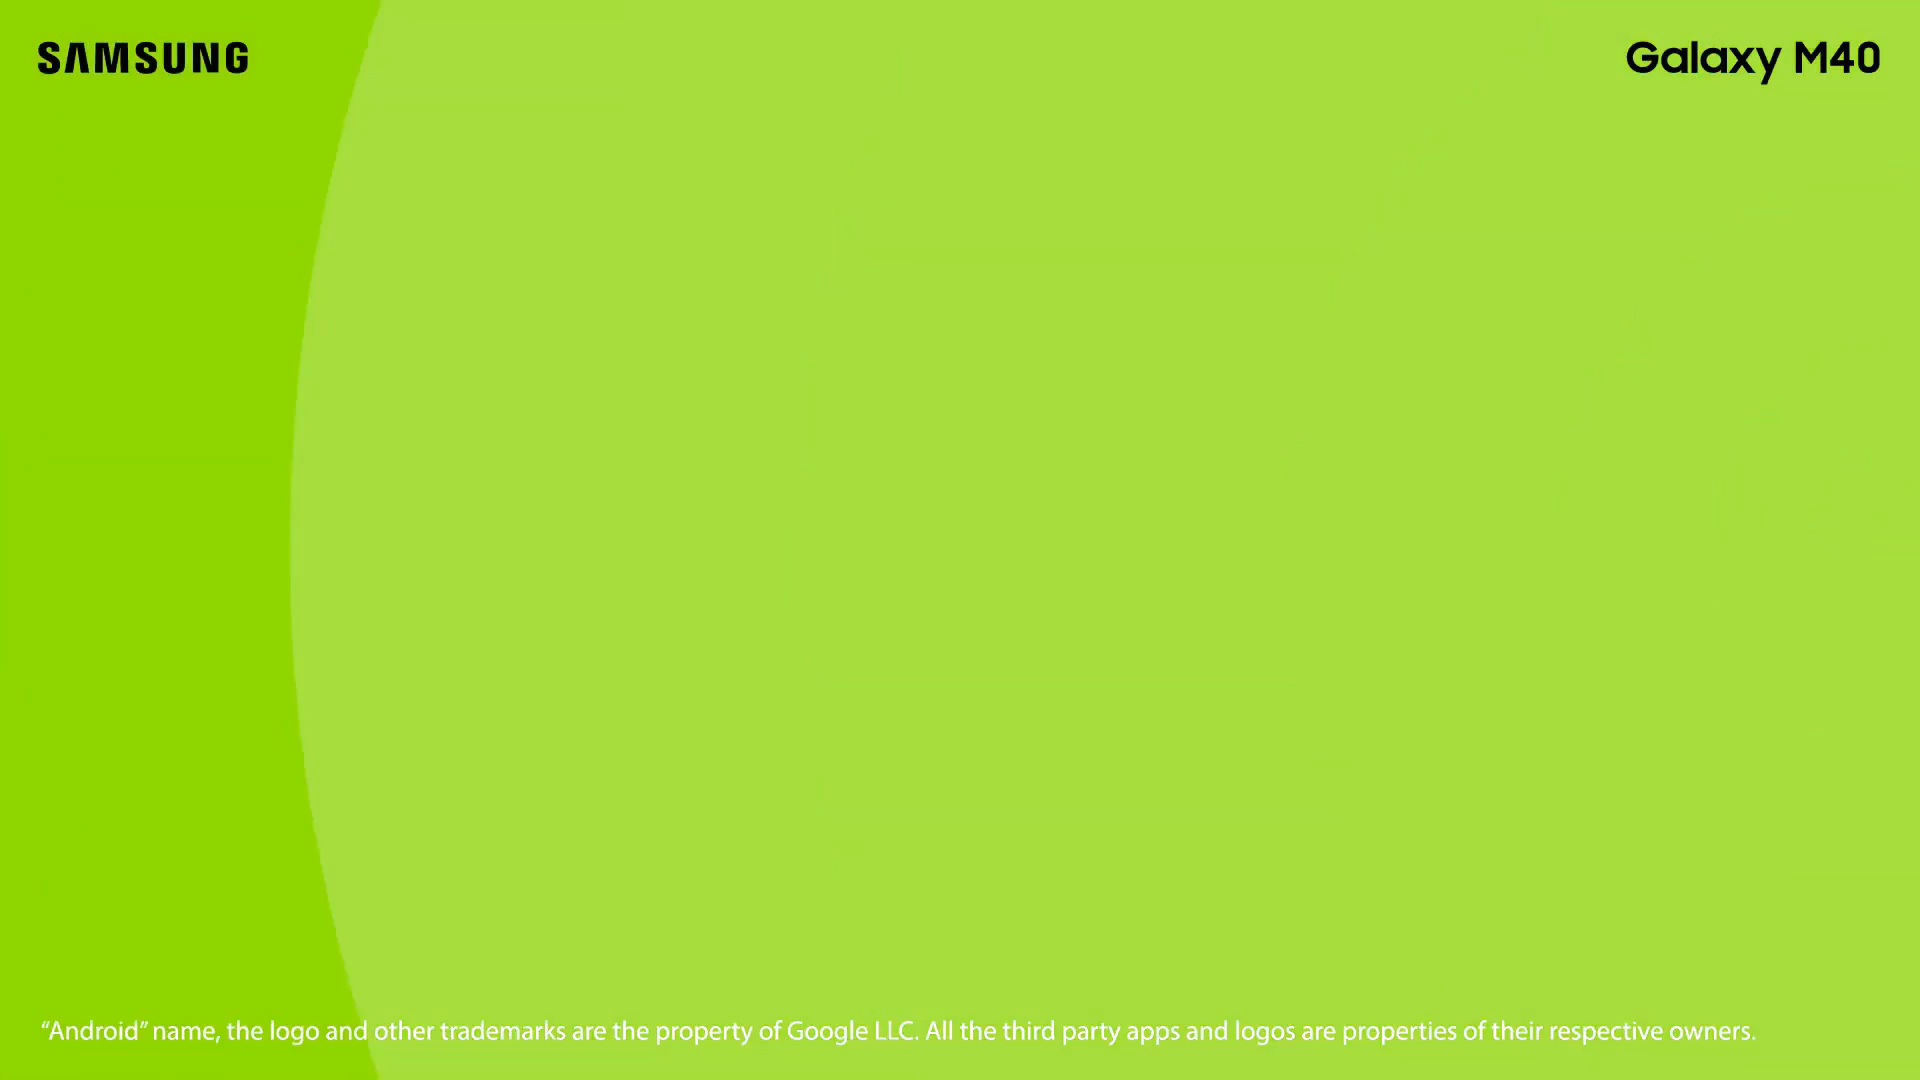 SAMSUNG
Galaxy M40
“Android” name, the logo and other trademarks are the property of Google LLC. All the third party apps and logos are properties of their respective owners.